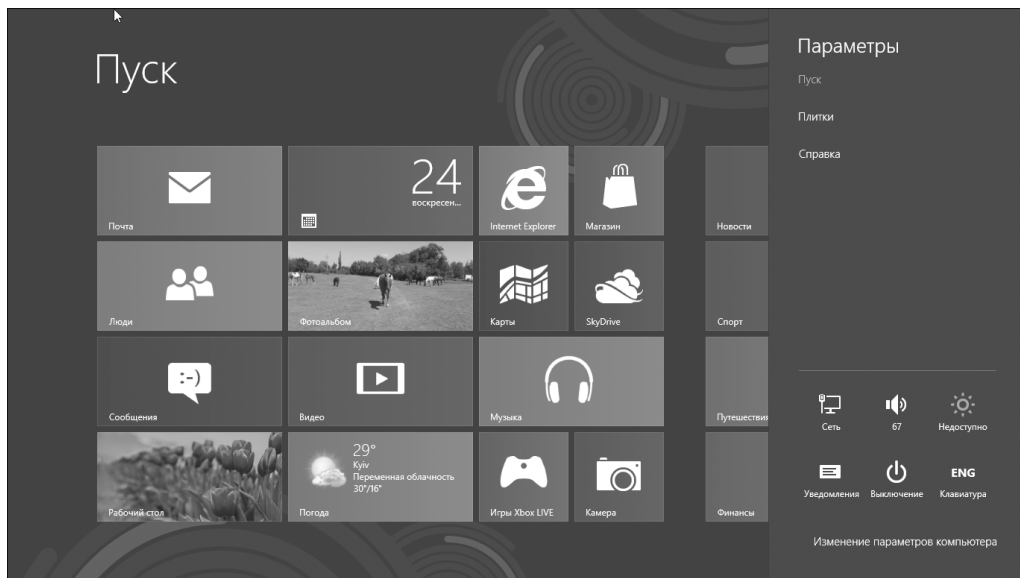 Пуск
Почта
24
воскресен...
Internet Explorer
Магазин
Новости
Люди
Фотоальбом
Карты
SkyDrive
Спорт
:-)
Сообщения
Видео
Музыка
Путешествия
Рабочий стол
29°
Kyiv
Переменная облачность
30°/16°
Погода
Игры Xbox LIVE
Камера
Финансы
Параметры
Пуск
Плитки
Справка
Сеть
67
Недоступно
Уведомления
Выключение
ENG
Клавиатура
Изменение параметров компьютера